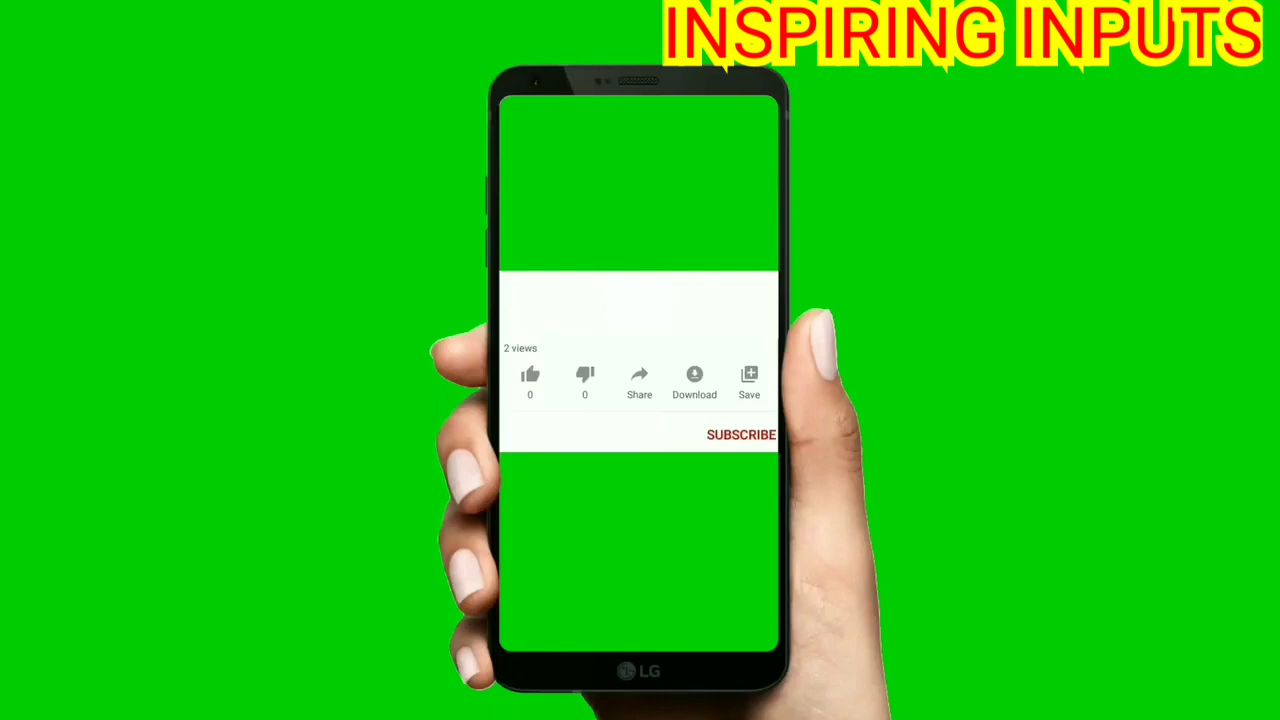 INSPIRING INPUTS
2 views
0 0 Share Download Save
SUBSCRIBE
LG